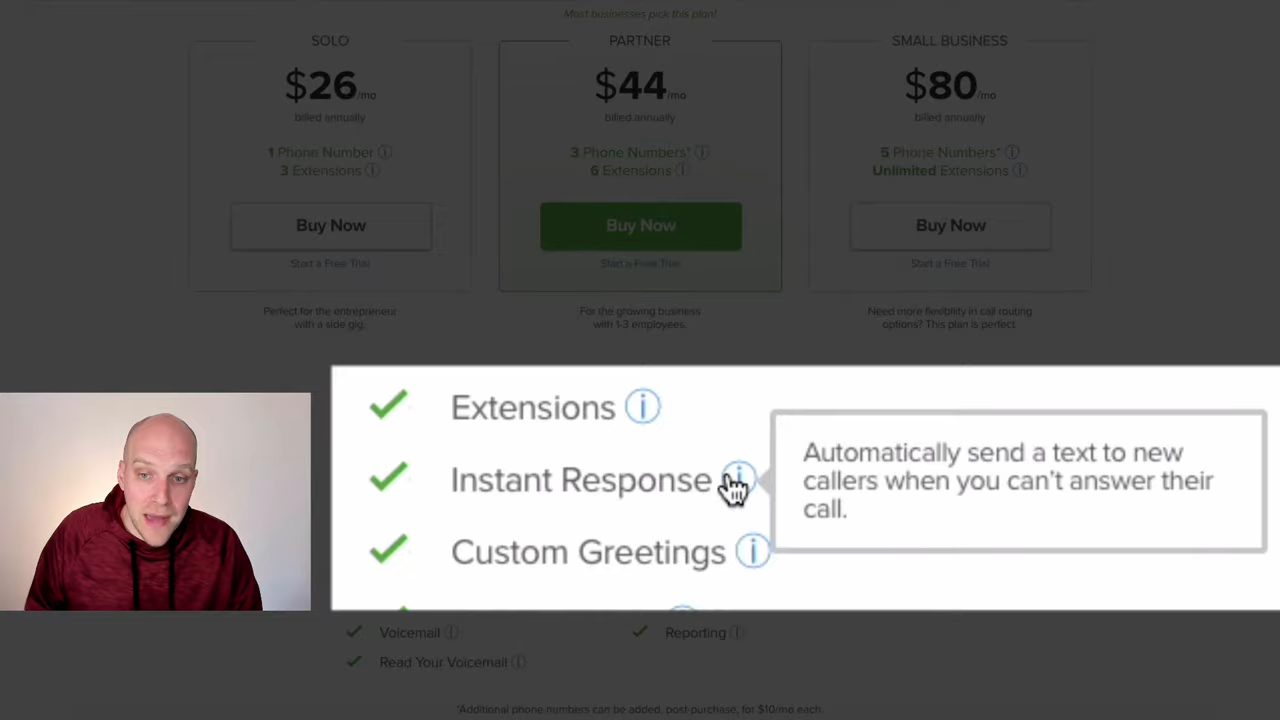 Most businesses pick this plan!
SOLO
$26/mo
billed annually
1 Phone Number
3 Extensions
Buy Now
Start a Free Trial
Perfect for the entrepreneur
with a side gig.
PARTNER
$44/mo
billed annually
3 Phone Numbers*
6 Extensions
Buy Now
Start a Free Trial
For the growing business
with 1-3 employees.
SMALL BUSINESS
$80/mo
billed annually
5 Phone Numbers*
Unlimited Extensions
Buy Now
Start a Free Trial
Need more flexibility in call routing
options? This plan is perfect.
Extensions
Instant Response
Custom Greetings
Automatically send a text to new
callers when you can't answer their
call.
Voicemail
Reporting
Read Your Voicemail
*Additional phone numbers can be added, post-purchase, for $10/mo each.